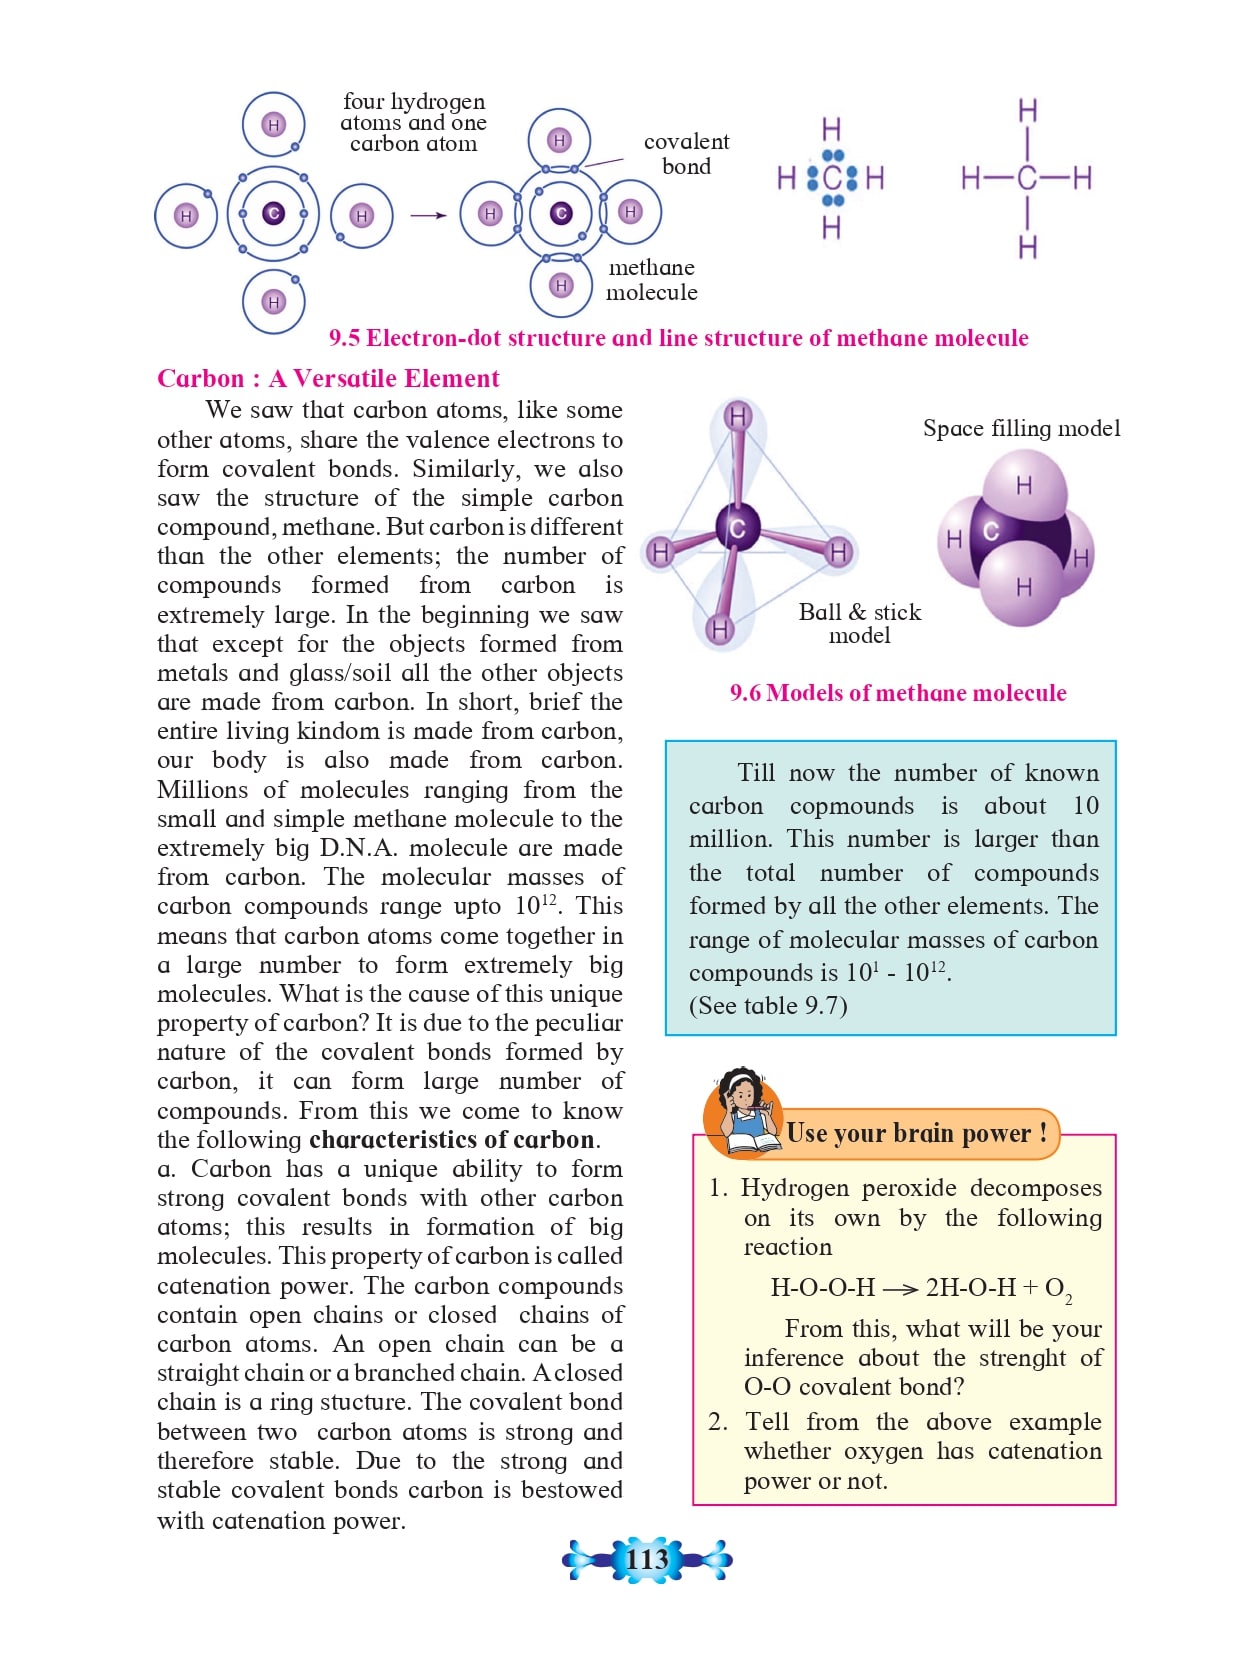 four hydrogen
atoms and one
carbon atom
H
H
C
H
H
covalent
bond
H
H
C
H
H
methane
molecule
H
H C H
H
H
H—C—H
H
9.5 Electron-dot structure and line structure of methane molecule
Carbon : A Versatile Element
We saw that carbon atoms, like some
other atoms, share the valence electrons to
form covalent bonds. Similarly, we also
saw the structure of the simple carbon
compound, methane. But carbon is different
than the other elements; the number of
compounds formed from carbon is
extremely large. In the beginning we saw
that except for the objects formed from
metals and glass/soil all the other objects
are made from carbon. In short, brief the
entire living kindom is made from carbon,
our body is also made from carbon.
Millions of molecules ranging from the
small and simple methane molecule to the
extremely big D.N.A. molecule are made
from carbon. The molecular masses of
carbon compounds range upto 10¹². This
means that carbon atoms come together in
a large number to form extremely big
molecules. What is the cause of this unique
property of carbon? It is due to the peculiar
nature of the covalent bonds formed by
carbon, it can form large number of
compounds. From this we come to know
the following characteristics of carbon.
a. Carbon has a unique ability to form
strong covalent bonds with other carbon
atoms; this results in formation of big
molecules. This property of carbon is called
catenation power. The carbon compounds
contain open chains or closed chains of
carbon atoms. An open chain can be a
straight chain or a branched chain. A closed
chain is a ring stucture. The covalent bond
between two carbon atoms is strong and
therefore stable. Due to the strong and
stable covalent bonds carbon is bestowed
with catenation power.
H
C
H
H
H
Ball & stick
model
Space filling model
H
H
C
H
H
9.6 Models of methane molecule
Till now the number of known
carbon copmounds is about 10
million. This number is larger than
the total number of compounds
formed by all the other elements. The
range of molecular masses of carbon
compounds is 10¹ - 10¹².
(See table 9.7)
Use your brain power !
1. Hydrogen peroxide decomposes
on its own by the following
reaction
H-O-O-H → 2H-O-H + O₂
From this, what will be your
inference about the strenght of
O-O covalent bond?
2. Tell from the above example
whether oxygen has catenation
power or not.
113